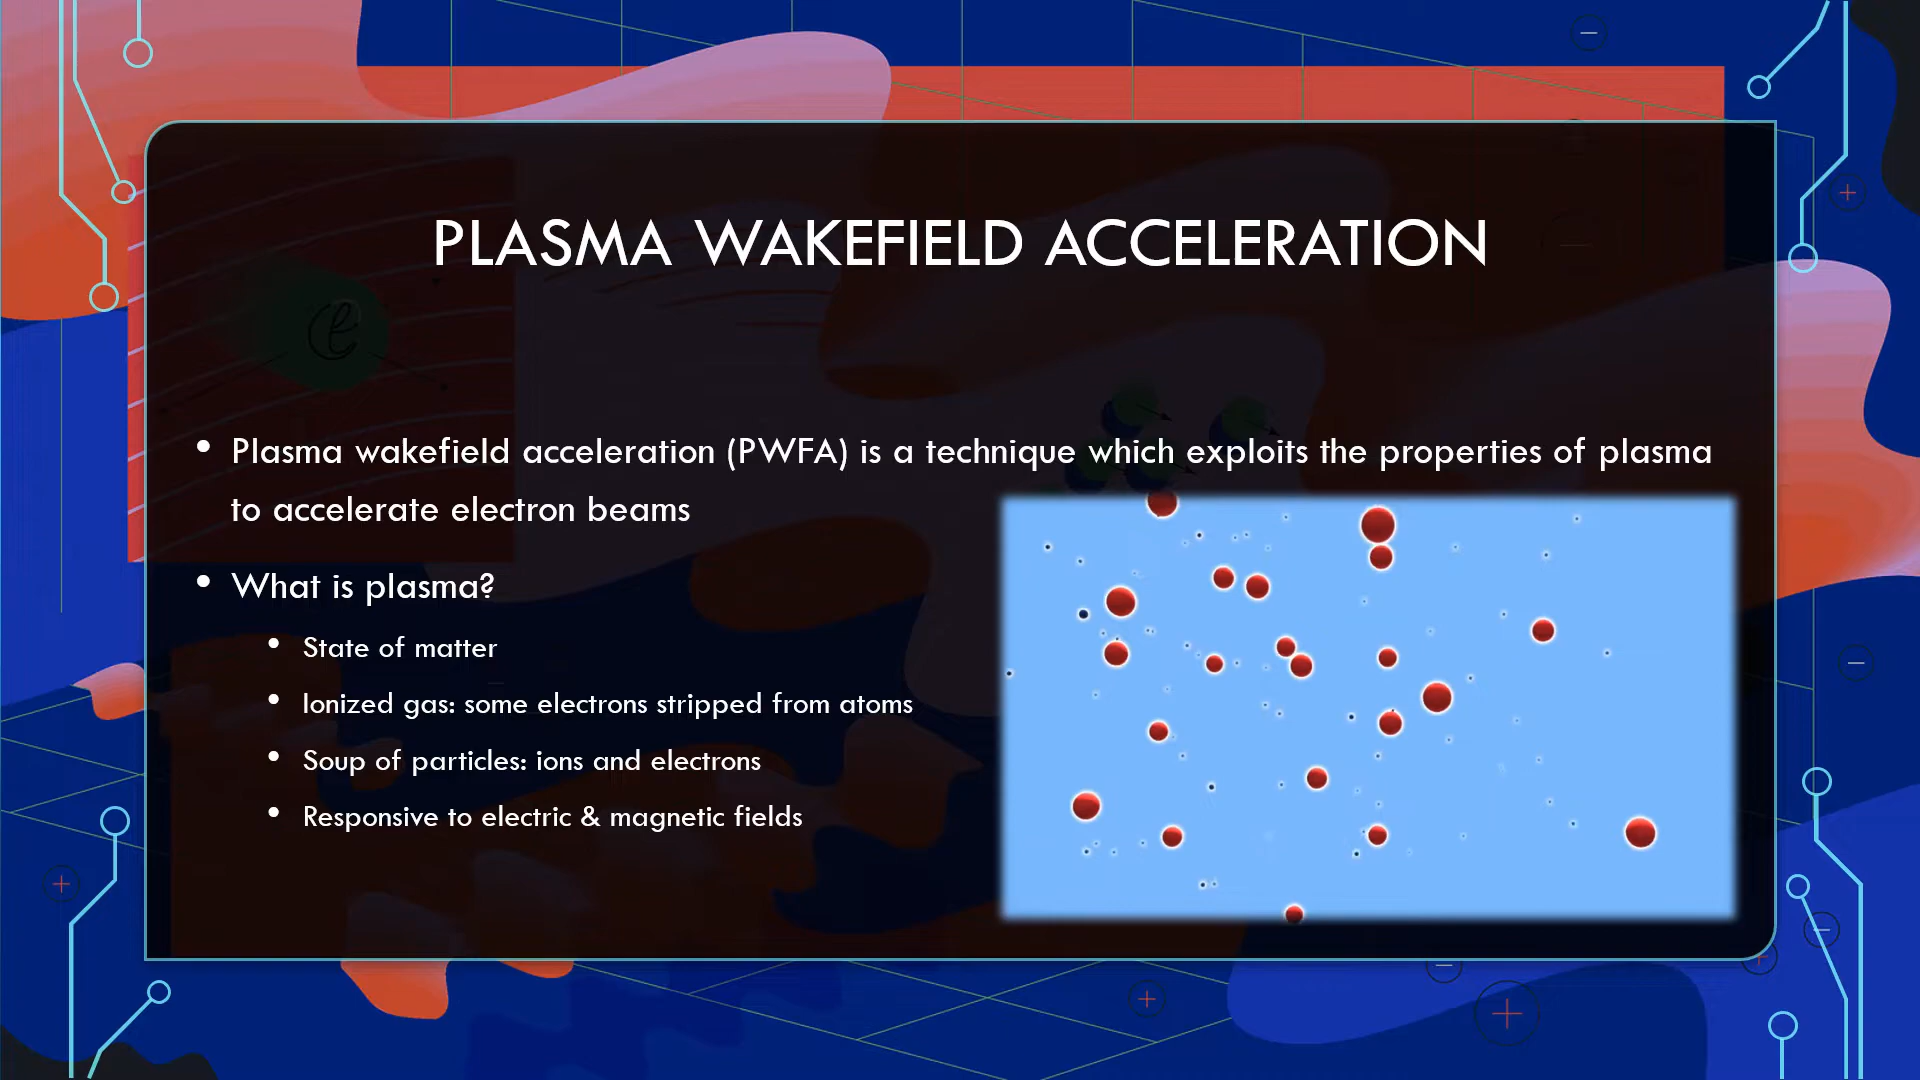 PLASMA WAKEFIELD ACCELERATION
• Plasma wakefield acceleration (PWFA) is a technique which exploits the properties of plasma
to accelerate electron beams
• What is plasma?
• State of matter
• Ionized gas: some electrons stripped from atoms
• Soup of particles: ions and electrons
• Responsive to electric & magnetic fields